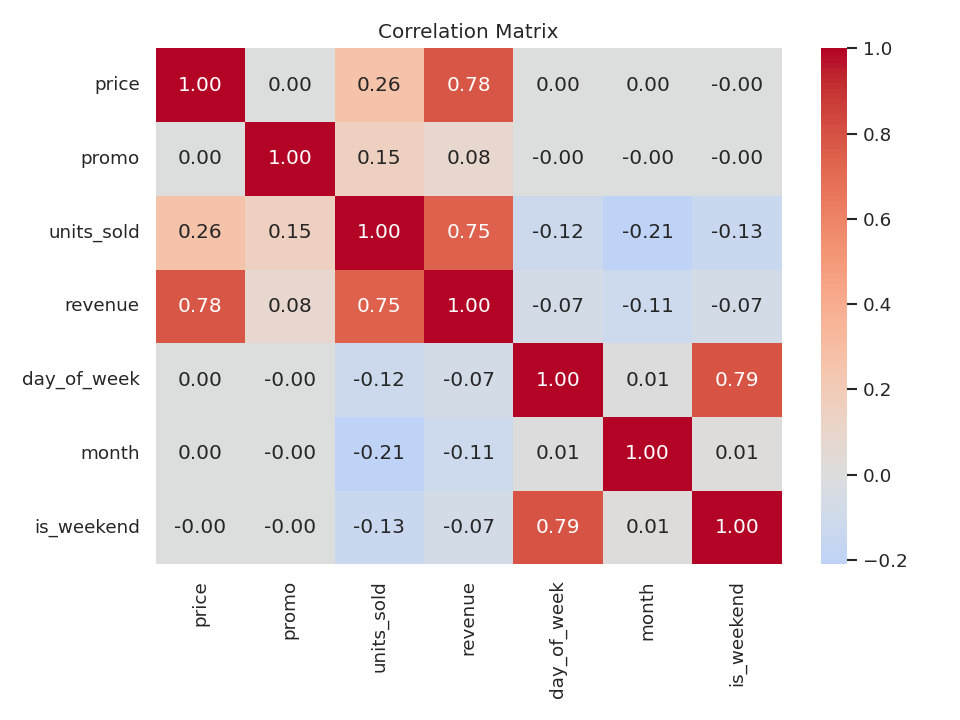 Correlation Matrix
price 1.00 0.00 0.26 0.78 0.00 0.00 -0.00
promo 0.00 1.00 0.15 0.08 -0.00 -0.00 -0.00
units_sold 0.26 0.15 1.00 0.75 -0.12 -0.21 -0.13
revenue 0.78 0.08 0.75 1.00 -0.07 -0.11 -0.07
day_of_week 0.00 -0.00 -0.12 -0.07 1.00 0.01 0.79
month 0.00 -0.00 -0.21 -0.11 0.01 1.00 0.01
is_weekend -0.00 -0.00 -0.13 -0.07 0.79 0.01 1.00
price promo units_sold revenue day_of_week month is_weekend
1.0
0.8
0.6
0.4
0.2
0.0
−0.2